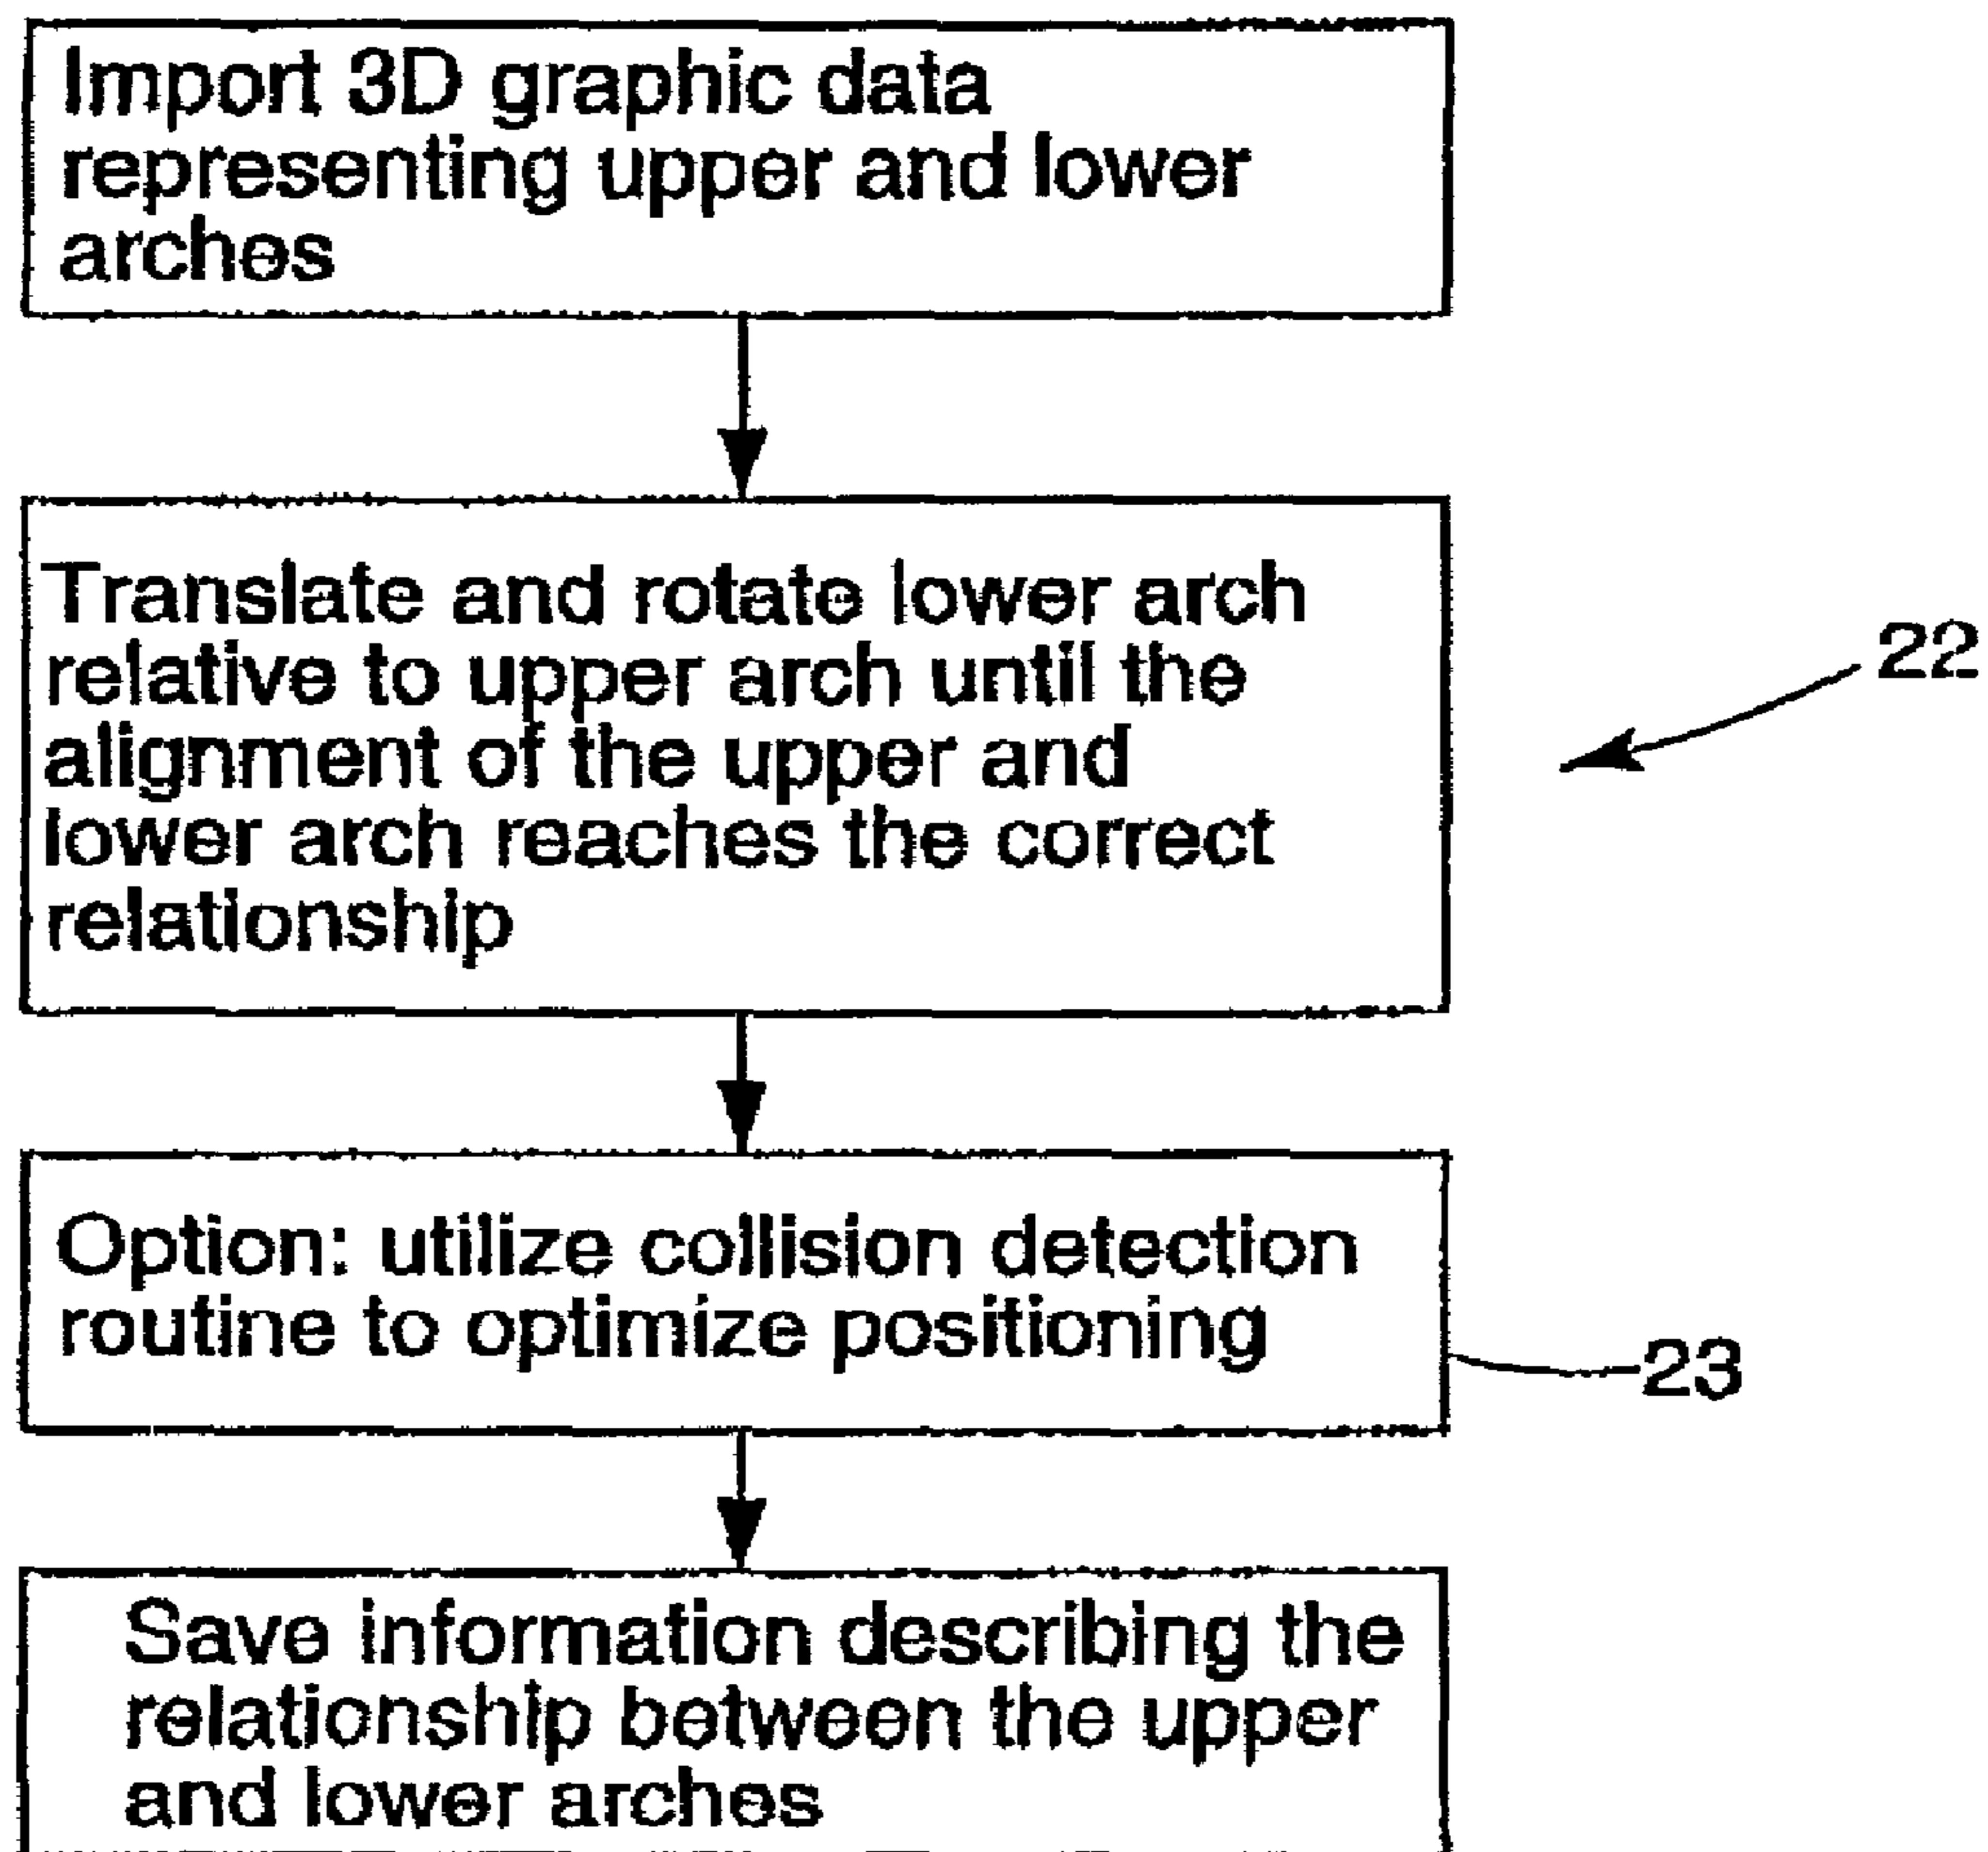 Import 3D graphic data
representing upper and lower
arches
Translate and rotate lower arch
relative to upper arch until the
alignment of the upper and
lower arch reaches the correct
relationship
22
Option: utilize collision detection
routine to optimize positioning
23
Save information describing the
relationship between the upper
and lower arches